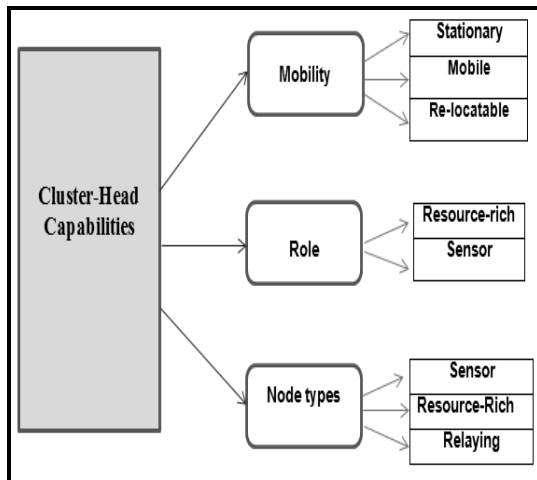 Cluster-Head
Capabilities
Mobility
Stationary
Mobile
Re-locatable
Role
Resource-rich
Sensor
Node types
Sensor
Resource-Rich
Relaying